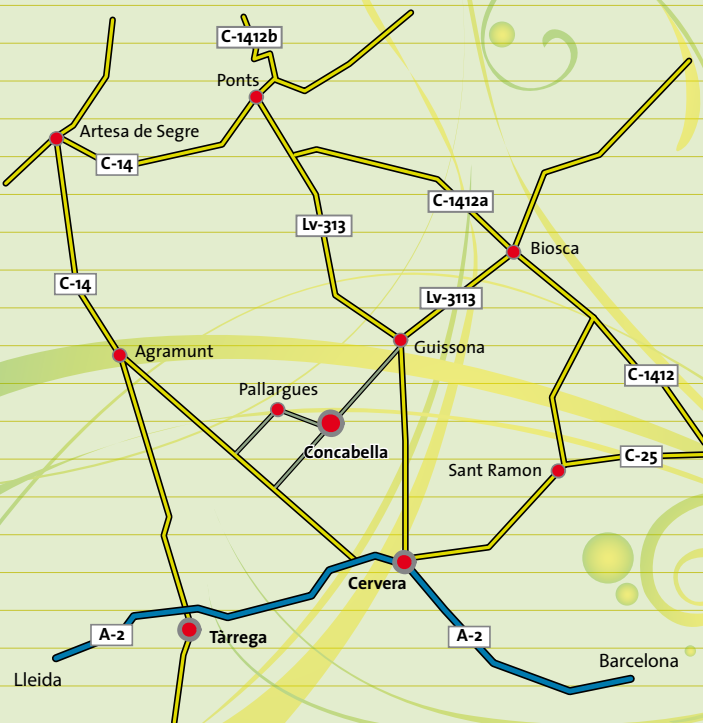 C-1412b
Ponts
Artesa de Segre
C-14
C-1412a
Lv-313
Biosca
C-14
Lv-3113
Guissona
Agramunt
C-1412
Pallargues
Concabella
C-25
Sant Ramon
Cervera
A-2
Tàrrega
A-2
Barcelona
Lleida